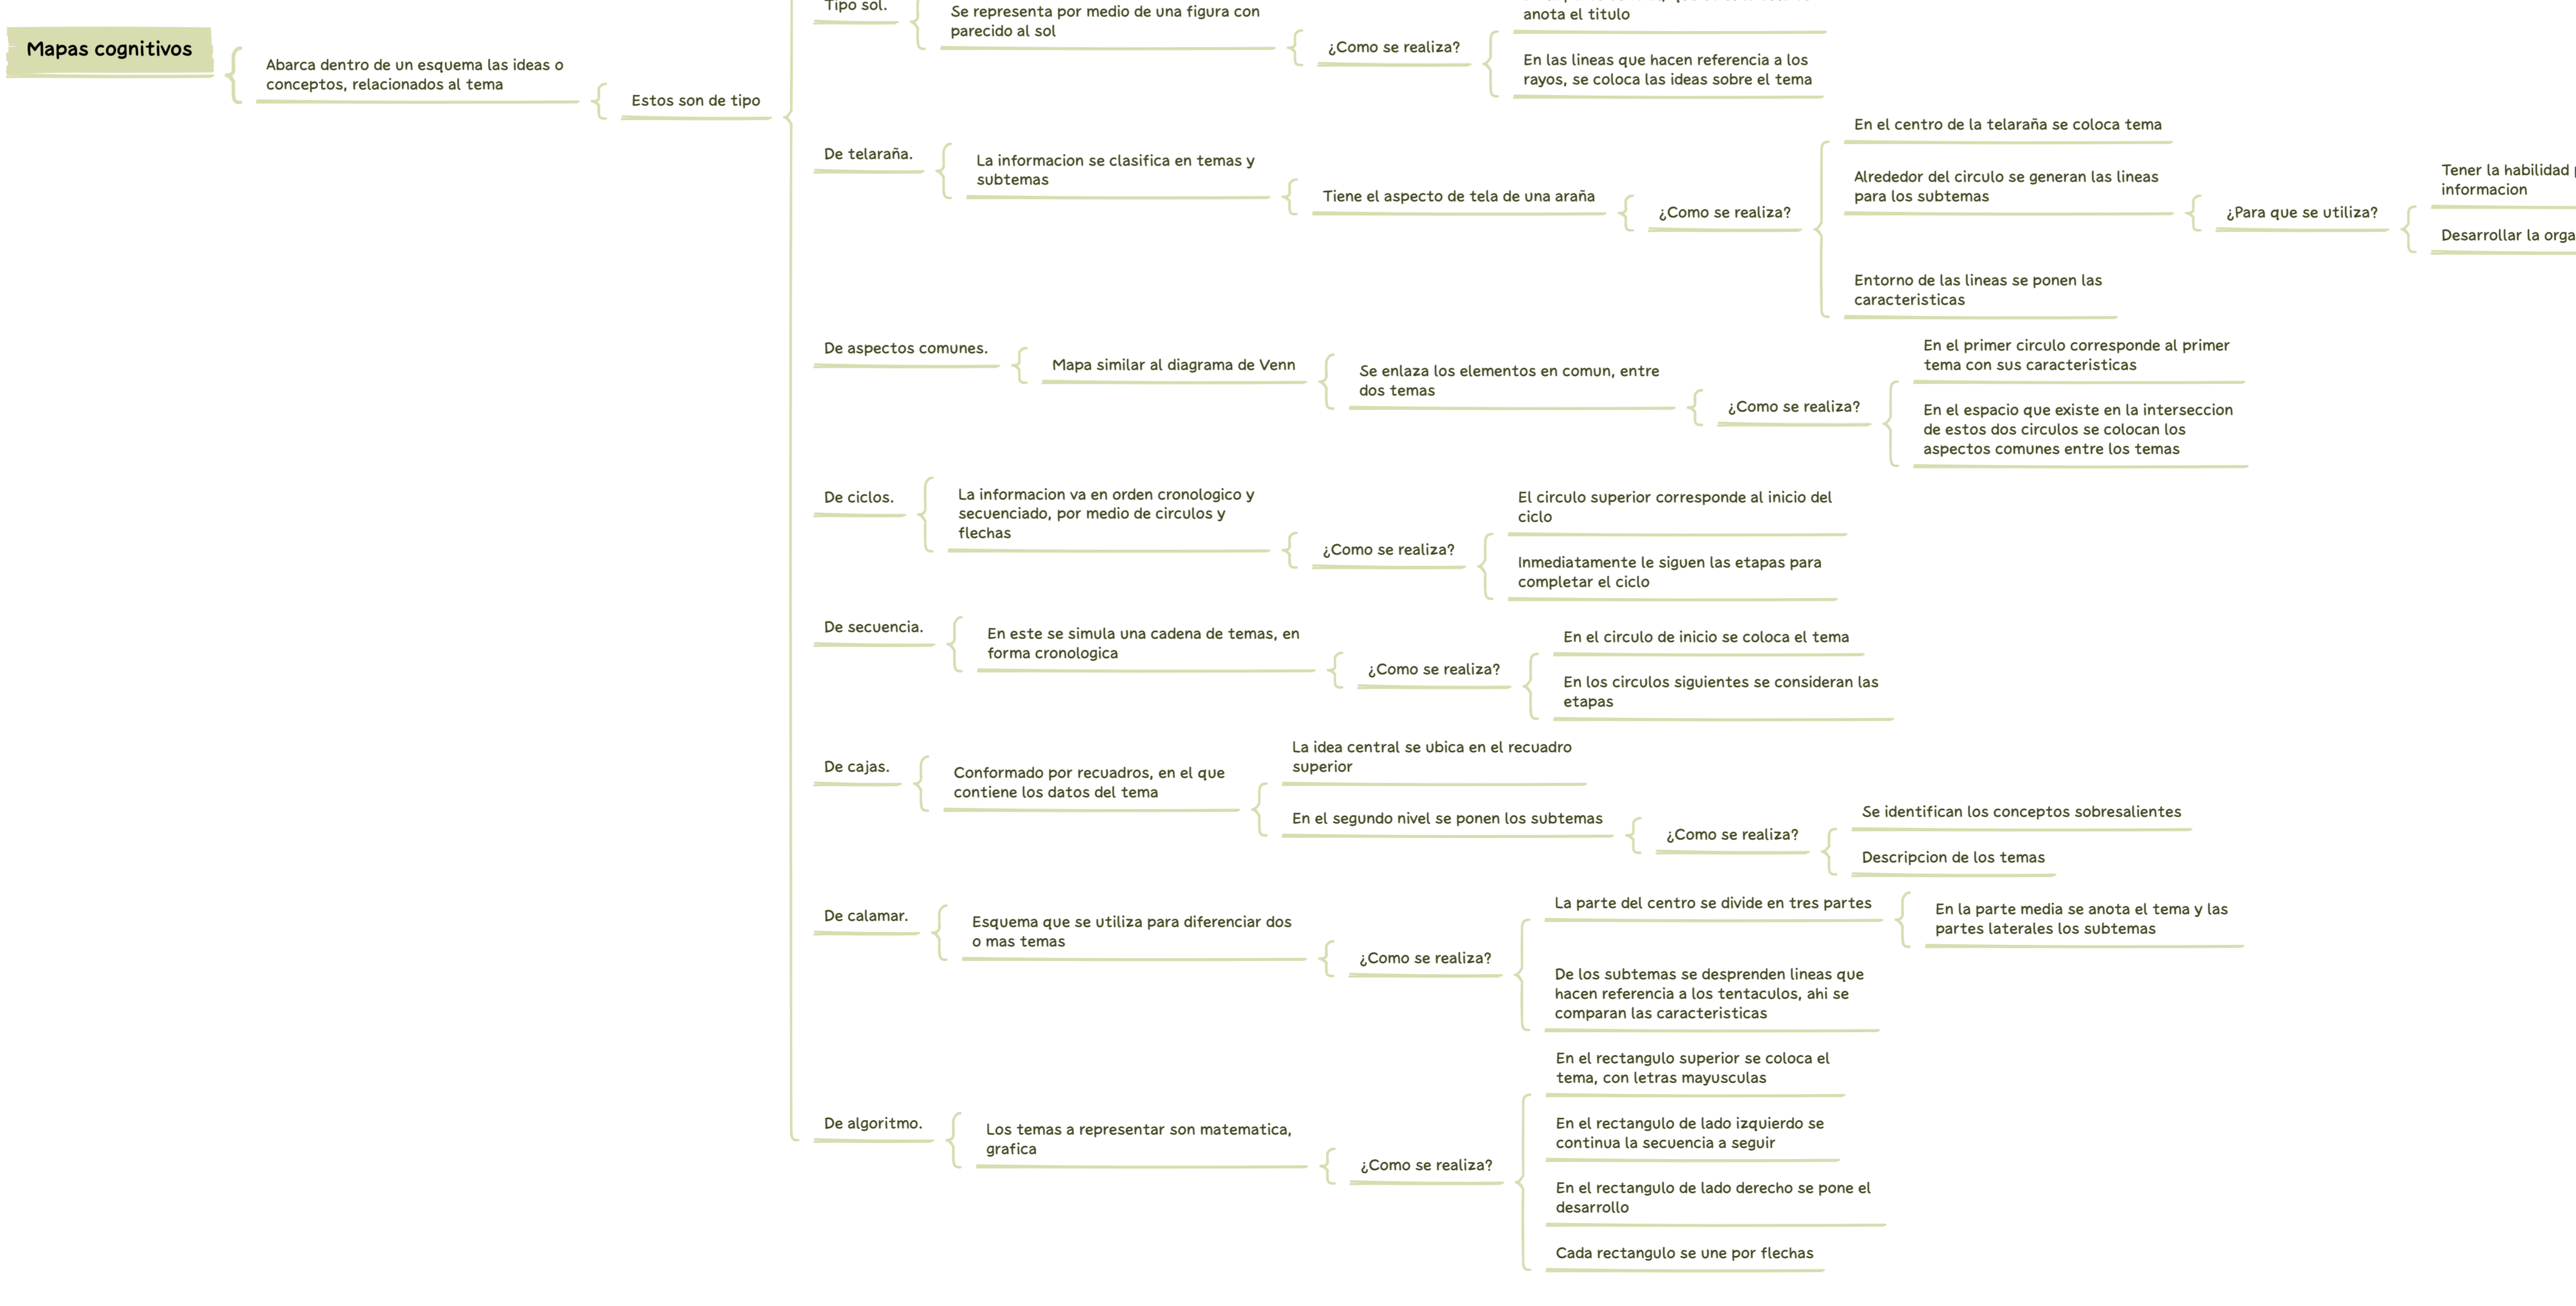 Mapas cognitivos
Abarca dentro de un esquema las ideas o
conceptos, relacionados al tema
Estos son de tipo
Tipo sol.
Se representa por medio de una figura con
parecido al sol
¿Como se realiza?
anota el titulo
En las lineas que hacen referencia a los
rayos, se coloca las ideas sobre el tema
De telaraña.
La informacion se clasifica en temas y
subtemas
Tiene el aspecto de tela de una araña
¿Como se realiza?
En el centro de la telaraña se coloca tema
Alrededor del circulo se generan las lineas
para los subtemas
¿Para que se utiliza?
Tener la habilidad
informacion
Desarrollar la
Entorno de las lineas se ponen las
caracteristicas
De aspectos comunes.
Mapa similar al diagrama de Venn
Se enlaza los elementos en comun, entre
dos temas
¿Como se realiza?
En el primer circulo corresponde al primer
tema con sus caracteristicas
En el espacio que existe en la interseccion
de estos dos circulos se colocan los
aspectos comunes entre los temas
De ciclos.
La informacion va en orden cronologico y
secuenciado, por medio de circulos y
flechas
¿Como se realiza?
El circulo superior corresponde al inicio del
ciclo
Inmediatamente le siguen las etapas para
completar el ciclo
De secuencia.
En este se simula una cadena de temas, en
forma cronologica
¿Como se realiza?
En el circulo de inicio se coloca el tema
En los circulos siguientes se consideran las
etapas
De cajas.
Conformado por recuadros, en el que
contiene los datos del tema
La idea central se ubica en el recuadro
superior
En el segundo nivel se ponen los subtemas
¿Como se realiza?
Se identifican los conceptos sobresalientes
Descripcion de los temas
De calamar.
Esquema que se utiliza para diferenciar dos
o mas temas
¿Como se realiza?
La parte del centro se divide en tres partes
En la parte media se anota el tema y las
partes laterales los subtemas
De los subtemas se desprenden lineas que
hacen referencia a los tentaculos, ahi se
comparan las caracteristicas
De algoritmo.
Los temas a representar son matematica,
grafica
¿Como se realiza?
En el rectangulo superior se coloca el
tema, con letras mayusculas
En el rectangulo de lado izquierdo se
continua la secuencia a seguir
En el rectangulo de lado derecho se pone el
desarrollo
Cada rectangulo se une por flechas